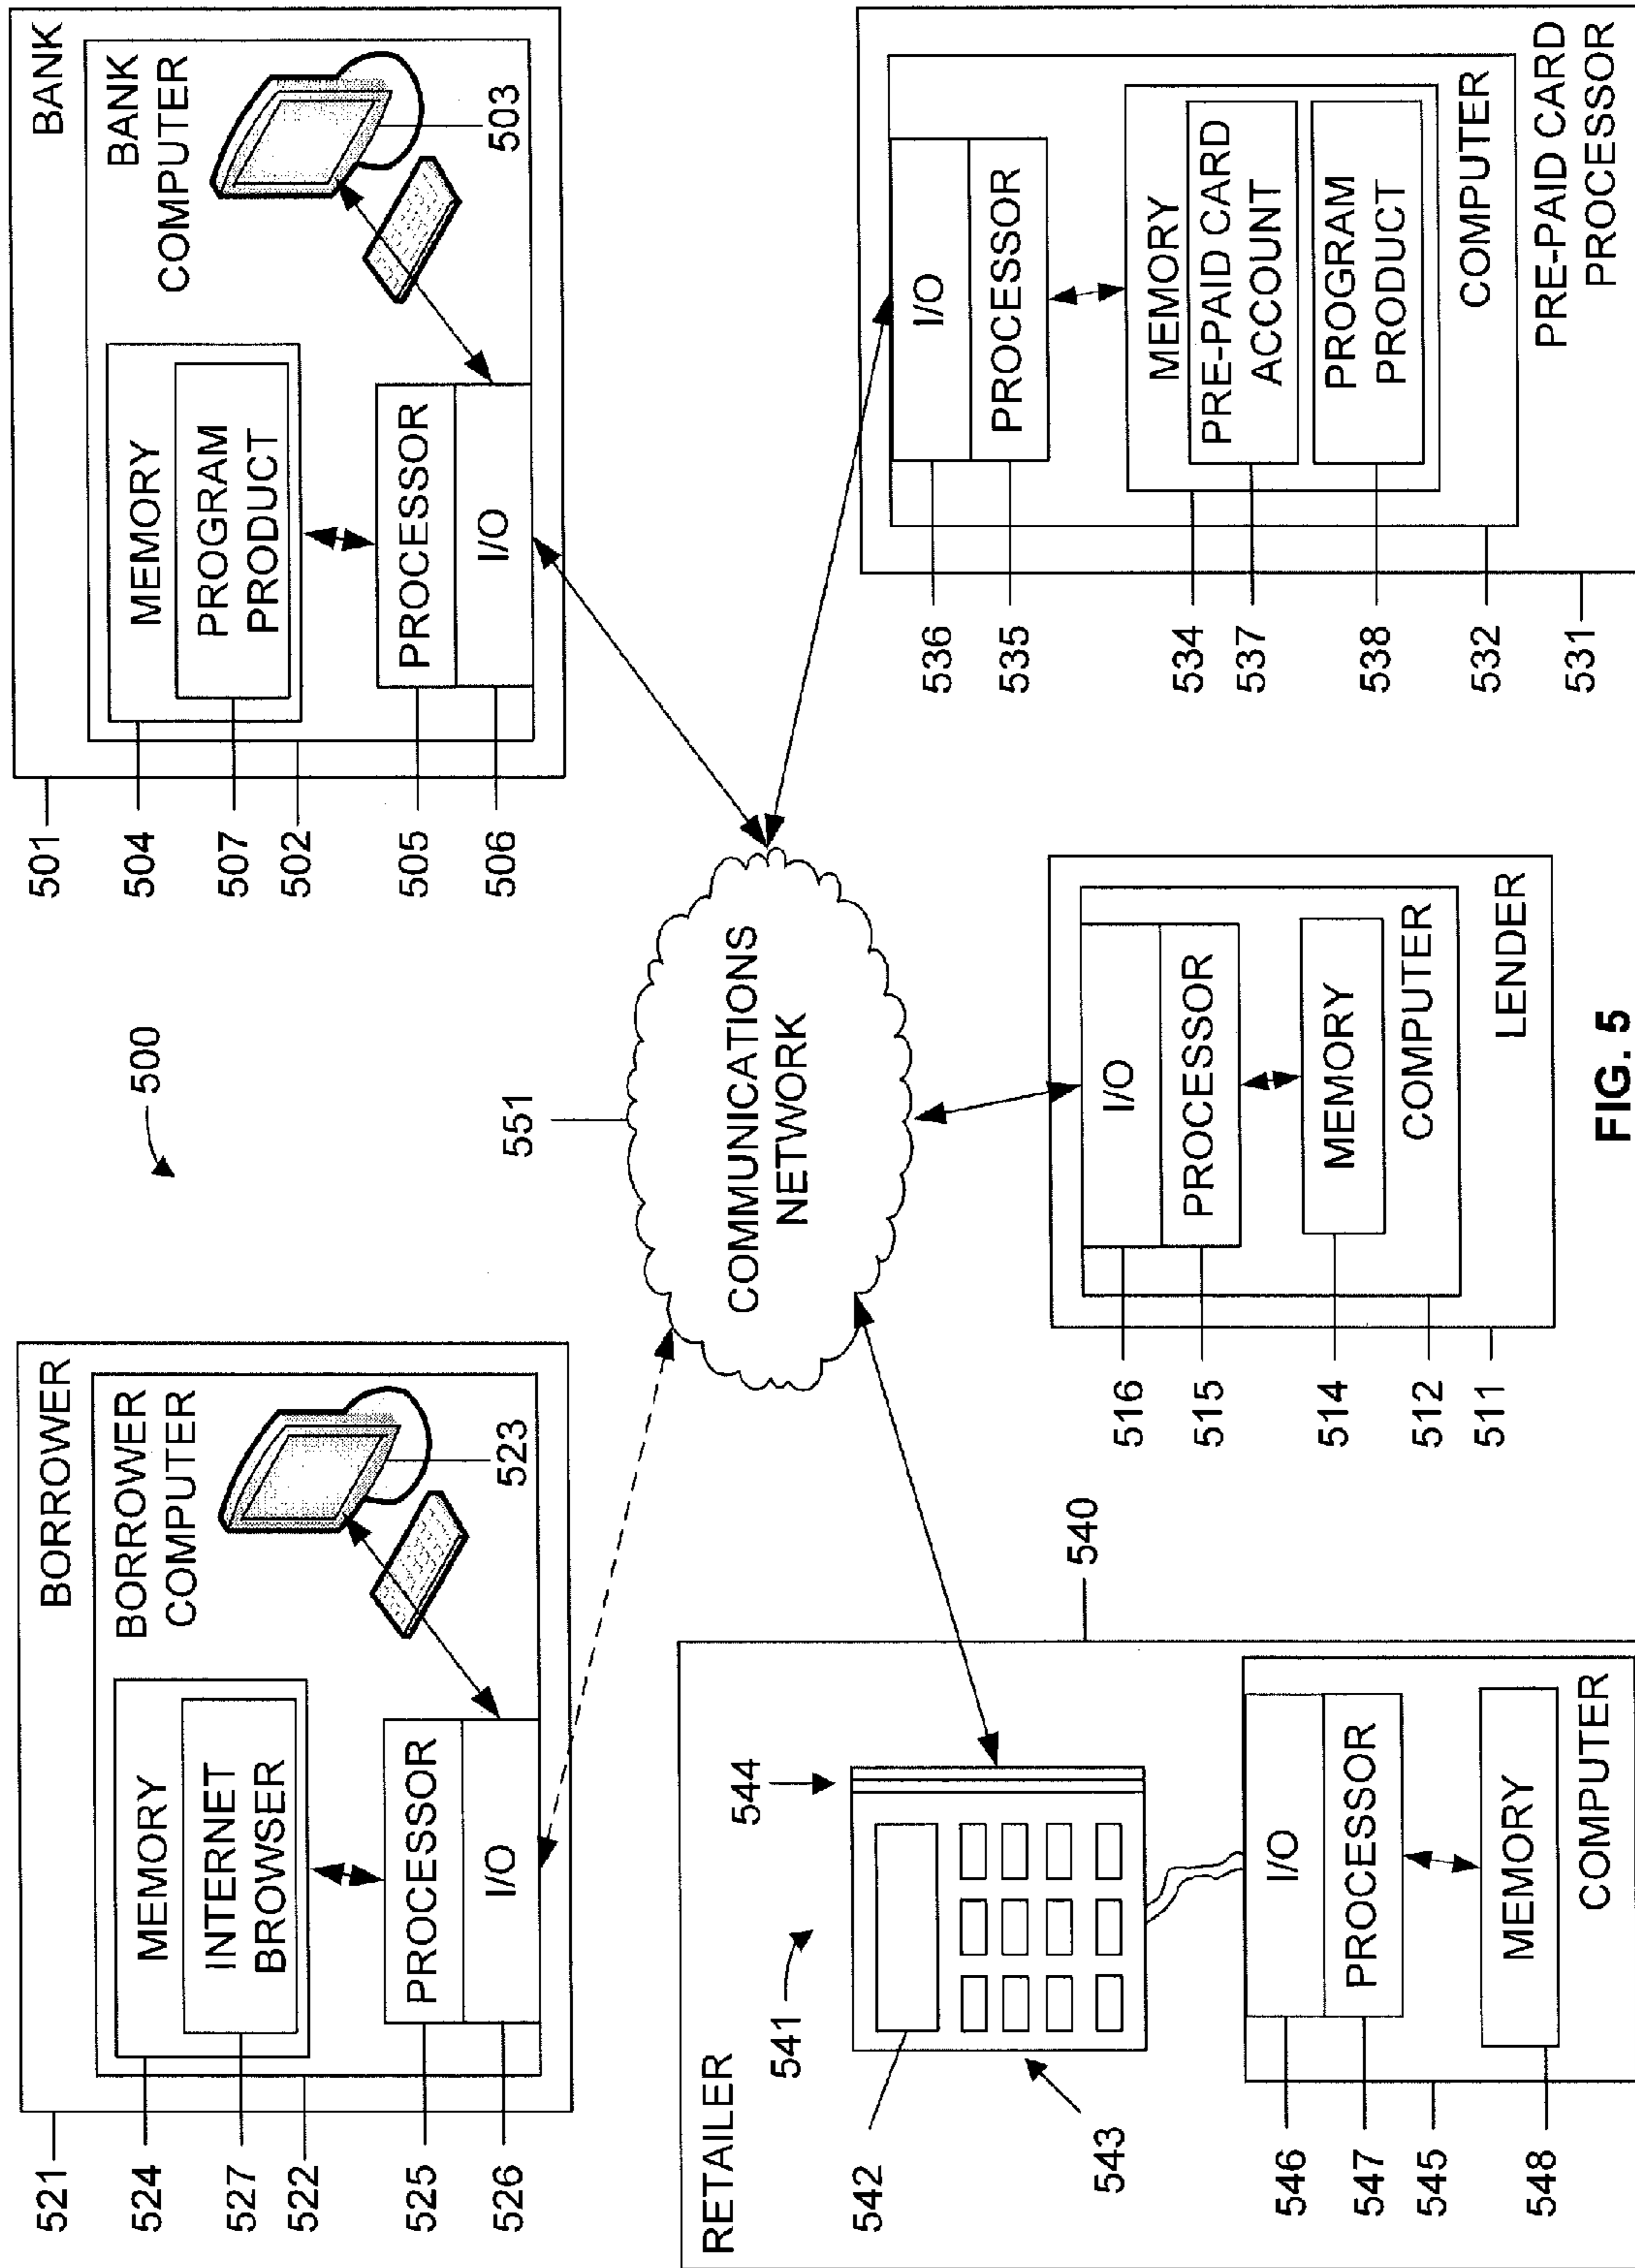 500
521
524
527
522
525
526
BORROWER
BORROWER
COMPUTER
MEMORY
INTERNET
BROWSER
PROCESSOR
I/O
523
501
504
507
502
505
506
BANK
BANK
COMPUTER
MEMORY
PROGRAM
PRODUCT
PROCESSOR
I/O
503
551
COMMUNICATIONS
NETWORK
RETAILER
540
541
542
543
544
546
547
545
548
I/O
PROCESSOR
MEMORY
COMPUTER
516
515
514
512
511
I/O
PROCESSOR
MEMORY
COMPUTER
LENDER
536
535
534
537
538
532
531
I/O
PROCESSOR
MEMORY
PRE-PAID CARD
ACCOUNT
PROGRAM
PRODUCT
COMPUTER
PRE-PAID CARD
PROCESSOR
FIG. 5